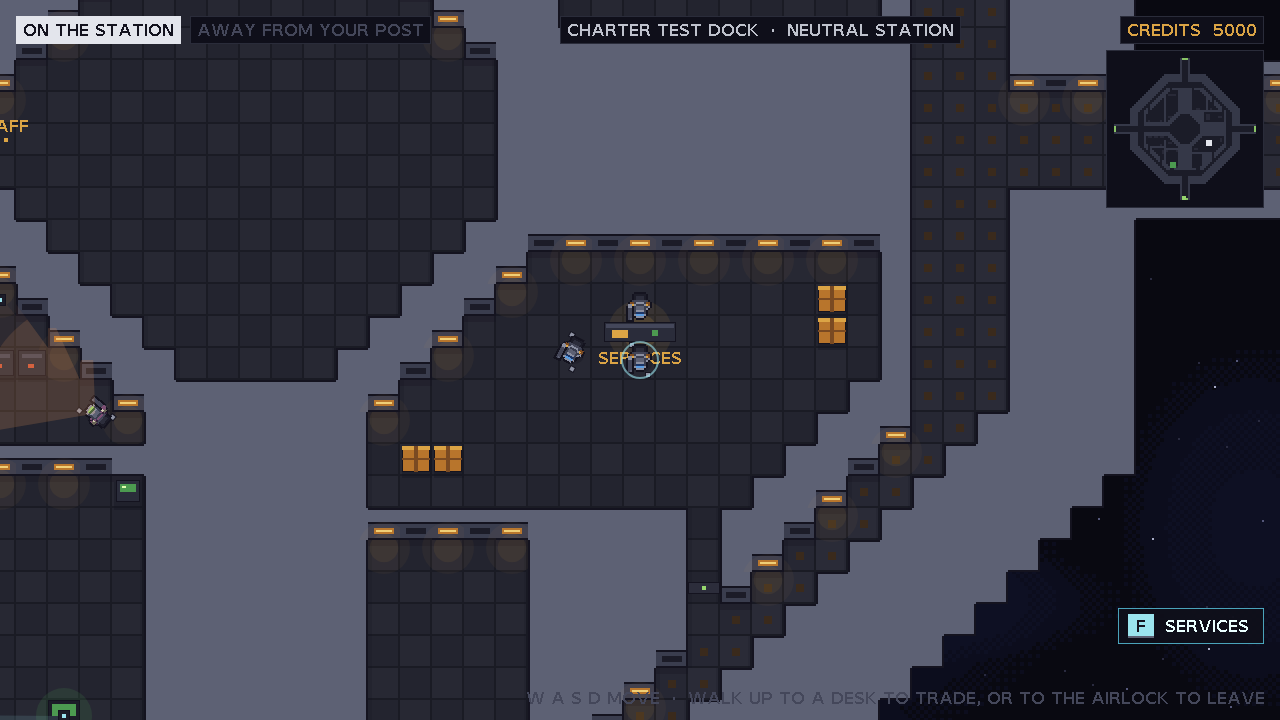 ON THE STATION
AWAY FROM YOUR POST
CHARTER TEST DOCK · NEUTRAL STATION
CREDITS 5000
SERVICES
F SERVICES
W A S D MOVE · WALK UP TO A DESK TO TRADE, OR TO THE AIRLOCK TO LEAVE